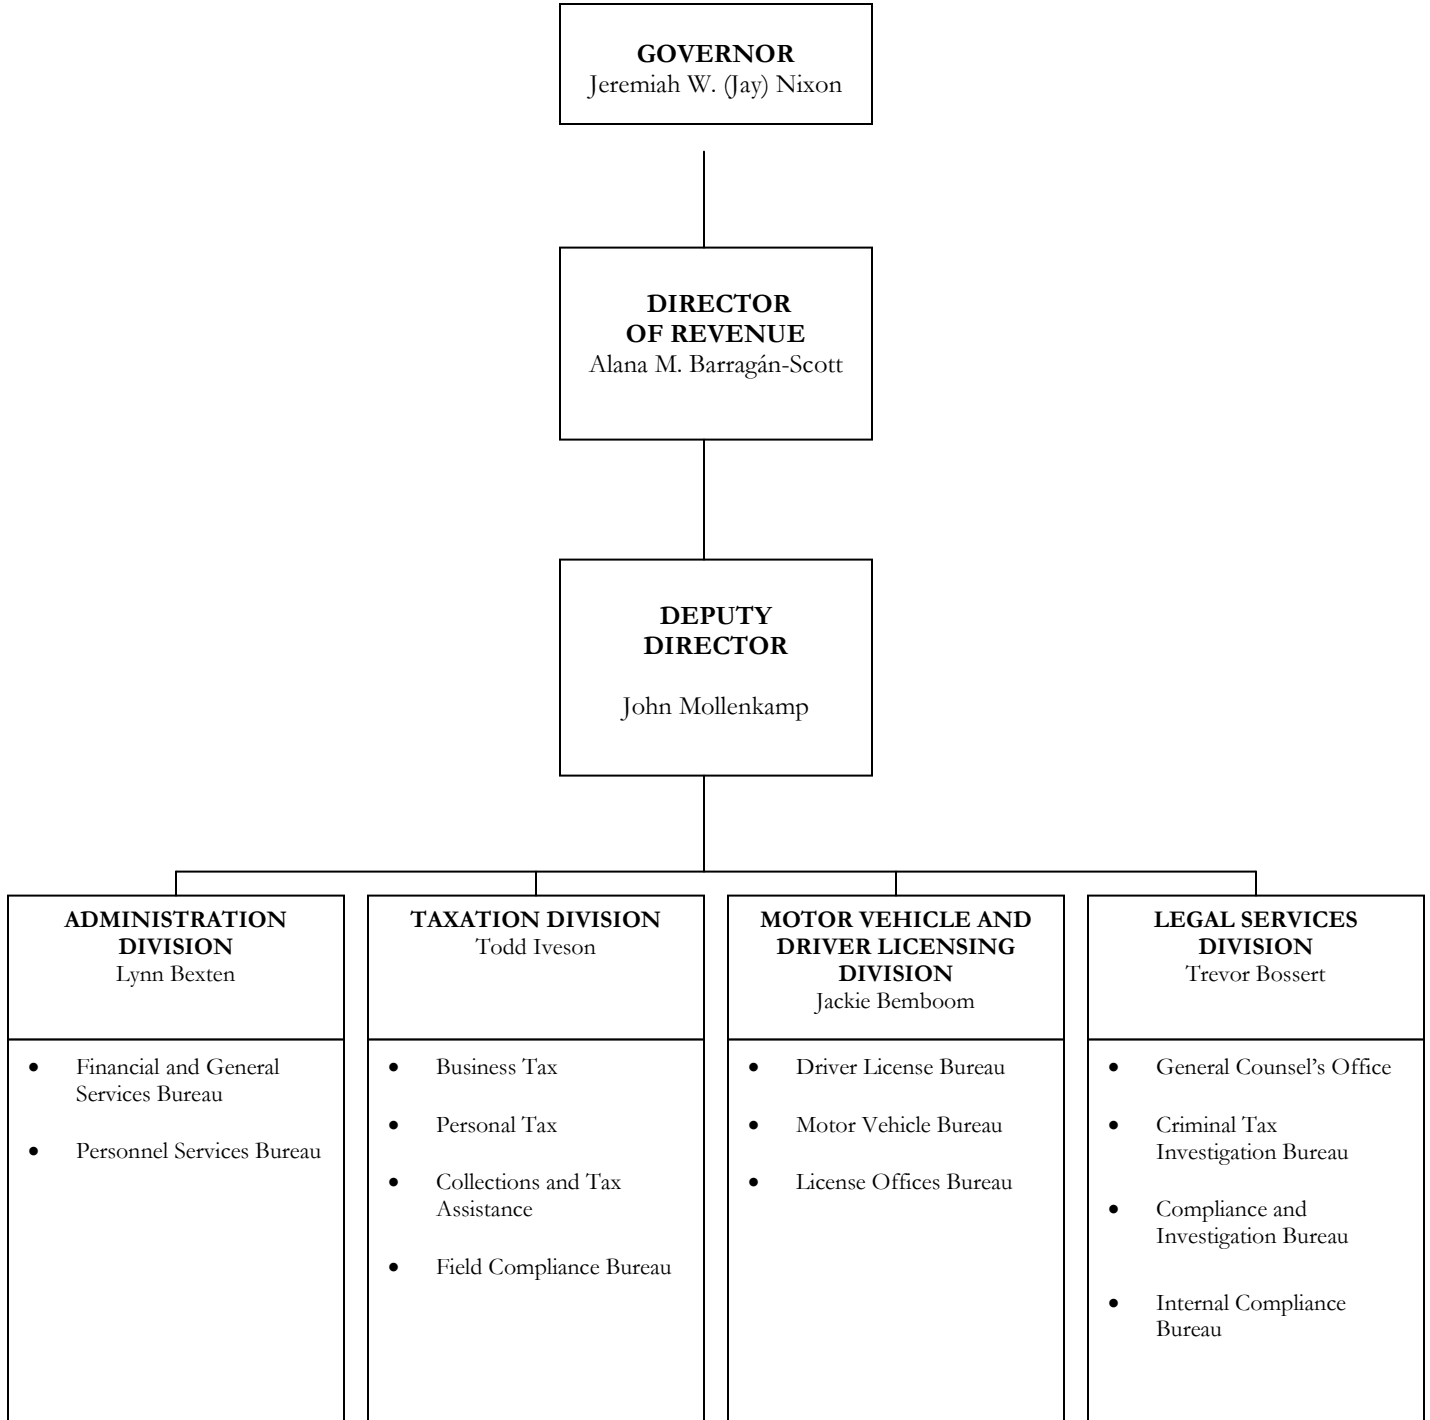 GOVERNOR
Jeremiah W. (Jay) Nixon
DIRECTOR
OF REVENUE
Alana M. Barragán-Scott
DEPUTY
DIRECTOR
John Mollenkamp
ADMINISTRATION
DIVISION
Lynn Bexten
• Financial and General
Services Bureau
• Personnel Services Bureau
TAXATION DIVISION
Todd Iveson
• Business Tax
• Personal Tax
• Collections and Tax
Assistance
• Field Compliance Bureau
MOTOR VEHICLE AND
DRIVER LICENSING
DIVISION
Jackie Bemboom
• Driver License Bureau
• Motor Vehicle Bureau
• License Offices Bureau
LEGAL SERVICES
DIVISION
Trevor Bossert
• General Counsel’s Office
• Criminal Tax
Investigation Bureau
• Compliance and
Investigation Bureau
• Internal Compliance
Bureau